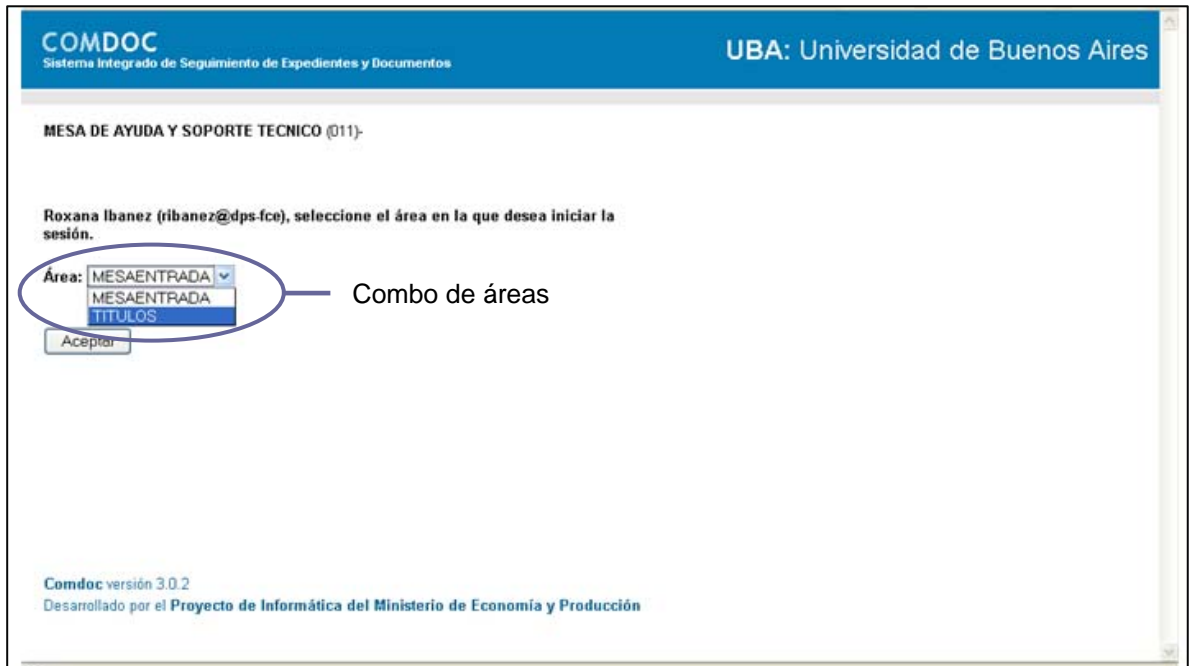 COMDOC
Sistema Integrado de Seguimiento de Expedientes y Documentos
UBA: Universidad de Buenos Aires
MESA DE AYUDA Y SOPORTE TECNICO (011)-
Roxana Ibanez (ribanez@dps-fce), seleccione el área en la que desea iniciar la
sesión.
Área: MESAENTRADA
MESAENTRADA
TITULOS
Combo de áreas
Aceptar
Comdoc versión 3.0.2
Desarrollado por el Proyecto de Informática del Ministerio de Economía y Producción